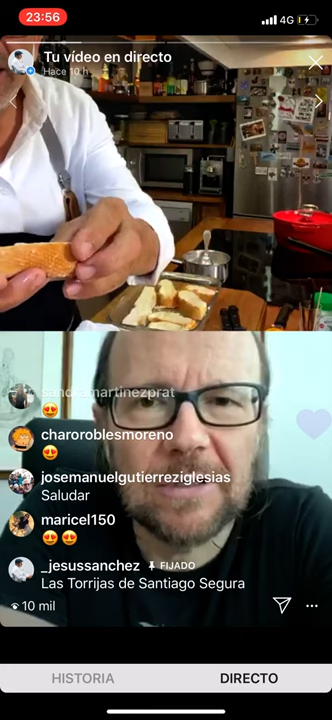 23:56
4G
Tu vídeo en directo
Hace 10 h
sandramartinezprat
😍
charoroblesmoreno
😍
josemanuelgutierreziglesias
Saludar
maricel150
😍 😍
_jesussanchez FIJADO
Las Torrijas de Santiago Segura
10 mil
HISTORIA DIRECTO